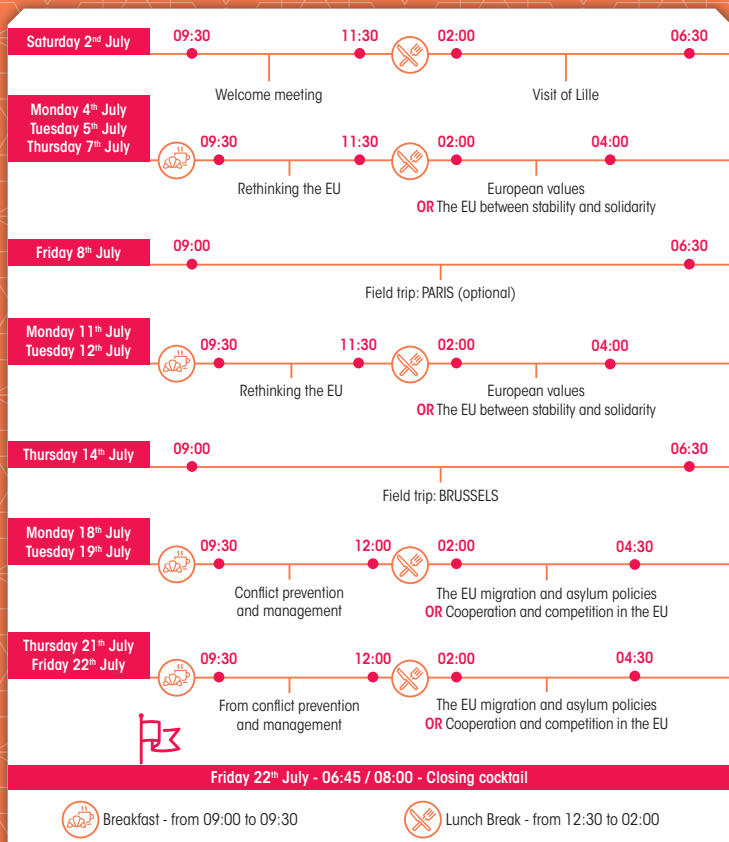 Saturday 2nd July
09:30 11:30 02:00 06:30
Welcome meeting Visit of Lille
Monday 4th July
Tuesday 5th July
Thursday 7th July
09:30 11:30 02:00 04:00
Rethinking the EU European values
OR The EU between stability and solidarity
Friday 8th July
09:00 06:30
Field trip: PARIS (optional)
Monday 11th July
Tuesday 12th July
09:30 11:30 02:00 04:00
Rethinking the EU European values
OR The EU between stability and solidarity
Thursday 14th July
09:00 06:30
Field trip: BRUSSELS
Monday 18th July
Tuesday 19th July
09:30 12:00 02:00 04:30
Conflict prevention The EU migration and asylum policies
and management OR Cooperation and competition in the EU
Thursday 21th July
Friday 22th July
09:30 12:00 02:00 04:30
From conflict prevention The EU migration and asylum policies
and management OR Cooperation and competition in the EU
Friday 22th July - 06:45 / 08:00 - Closing cocktail
Breakfast - from 09:00 to 09:30 Lunch Break - from 12:30 to 02:00